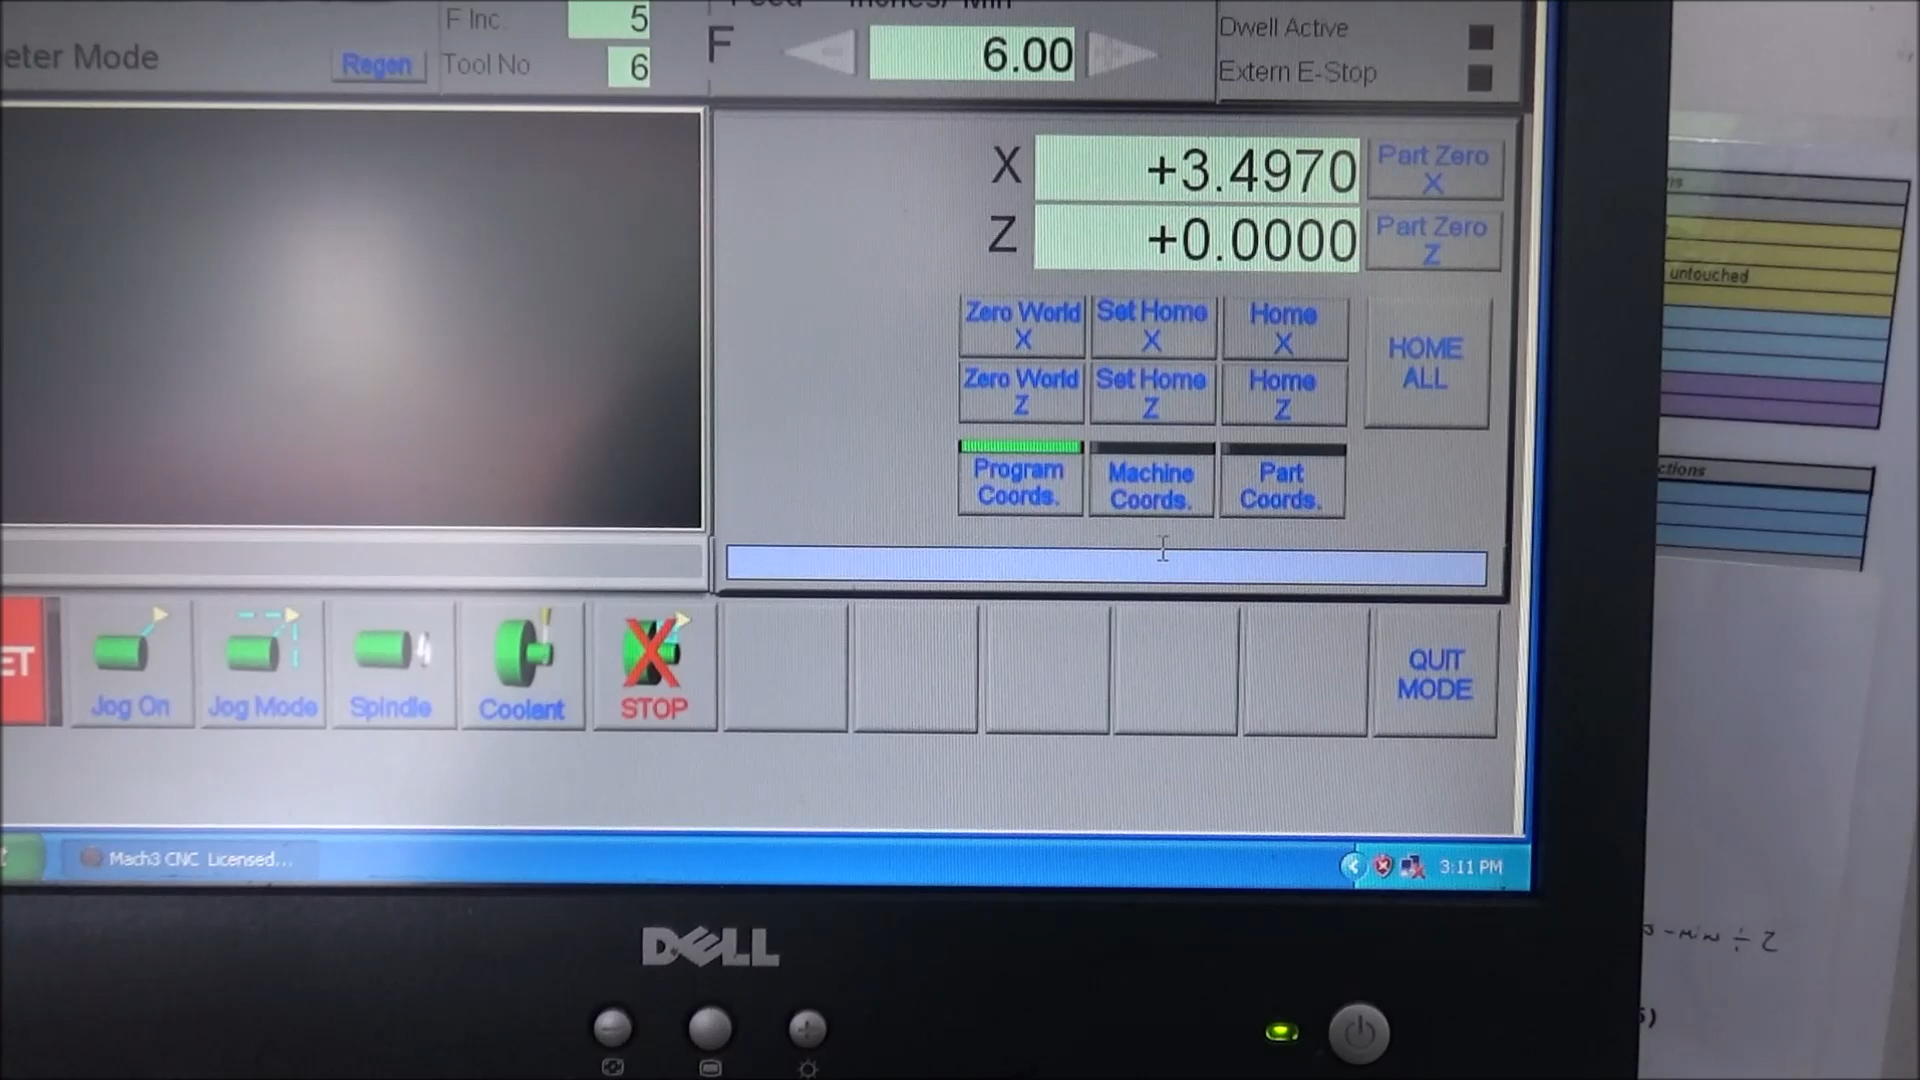 F Inc. 5
eter Mode Regen Tool No 6
F 6.00
Dwell Active
Extern E-Stop
X +3.4970 Part Zero X
Z +0.0000 Part Zero Z
Zero World X Set Home X Home X
HOME ALL
Zero World Z Set Home Z Home Z
Program Coords. Machine Coords. Part Coords.
ET
Jog On Jog Mode Spindle Coolant STOP
QUIT MODE
Mach3 CNC Licensed...
3:11 PM
DELL
untouched
ctions
÷ 2